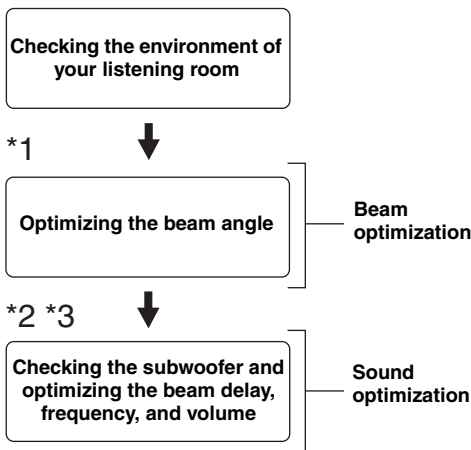 Checking the environment of
your listening room
*1
Optimizing the beam angle
Beam
optimization
*2 *3
Checking the subwoofer and
optimizing the beam delay,
frequency, and volume
Sound
optimization